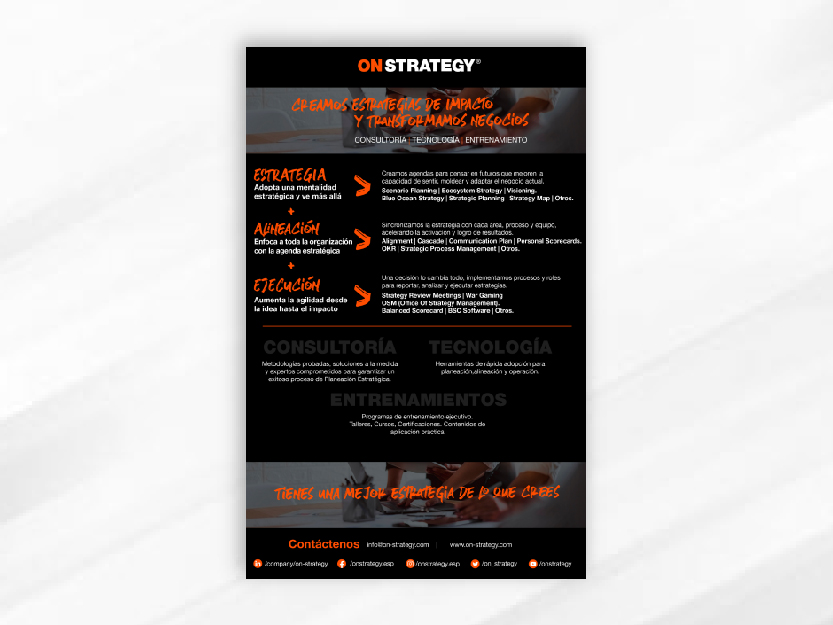 ONSTRATEGY®
CREAMOS ESTRATEGIAS DE IMPACTO
Y TRANSFORMAMOS NEGOCIOS
CONSULTORÍA | TECNOLOGÍA | ENTRENAMIENTO
ESTRATEGIA
Adopta una mentalidad
estratégica y ve más allá
Creamos agendas para pensar en futuros que mejoren la
capacidad de sentir, moldear y adaptar el negocio actual.
Scenario Planning | Ecosystem Strategy | Visioning.
Blue Ocean Strategy | Strategic Planning | Strategy Map | Otros.
+
ALINEACIÓN
Enfoca a toda la organización
con la agenda estratégica
Sincronizamos la estrategia con cada área, proceso y equipo,
acelerando la activación y logro de resultados.
Alignment | Cascade | Communication Plan | Personal Scorecards.
OKR | Strategic Process Management | Otros.
+
EJECUCIÓN
Aumenta la agilidad desde
la idea hasta el impacto
Una decisión lo cambia todo, implementamos procesos y roles
para reportar, analizar y ejecutar estrategias.
Strategy Review Meetings | War Gaming
OSM (Office Of Strategy Management).
Balanced Scorecard | BSC Software | Otros.
CONSULTORÍA
Metodologías probadas, soluciones a la medida
y expertos comprometidos para garantizar un
exitoso proceso de Planeación Estratégica.
TECNOLOGÍA
Herramientas de rápida adopción para
planeación, alineación y operación.
ENTRENAMIENTOS
Programas de entrenamiento ejecutivo.
Talleres, Cursos, Certificaciones. Contenidos de
aplicación práctica.
TIENES UNA MEJOR ESTRATEGIA DE LO QUE CREES
Contáctenos info@on-strategy.com | www.on-strategy.com
/company/on-strategy /onstrategy.esp /onstrategy.esp /on_strategy /onstrategy